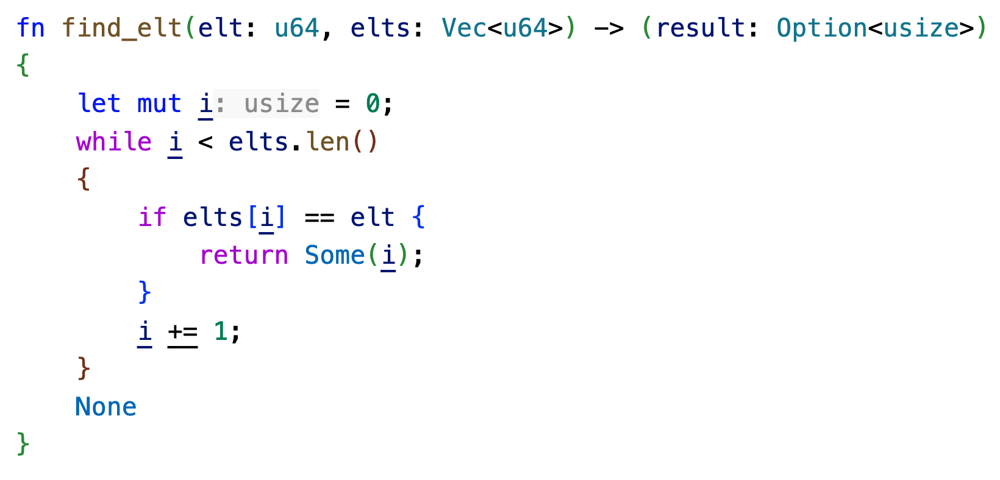 fn find_elt(elt: u64, elts: Vec<u64>) -> (result: Option<usize>)
{
    let mut i: usize = 0;
    while i < elts.len()
    {
        if elts[i] == elt {
            return Some(i);
        }
        i += 1;
    }
    None
}